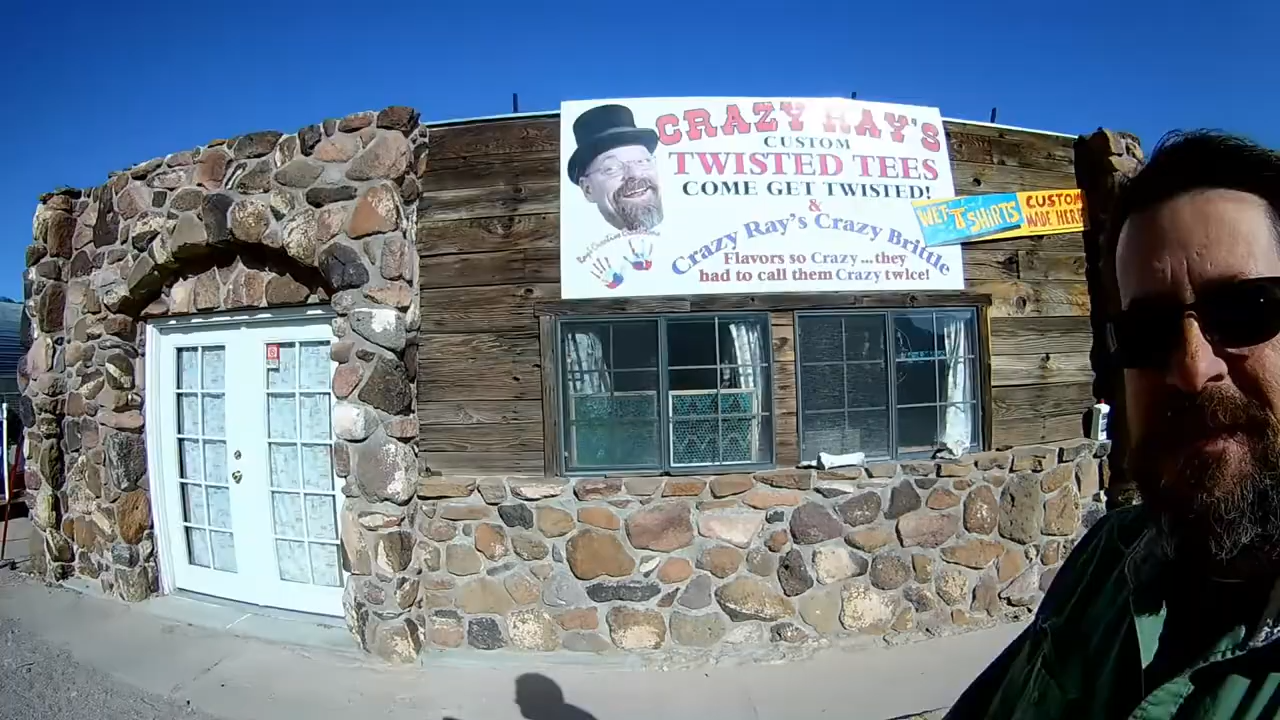 CRAZY RAY'S
CUSTOM
TWISTED TEES
COME GET TWISTED!
&
Crazy Ray's Crazy Brittle
Flavors so Crazy...they
had to call them Crazy twice!
WET T-SHIRTS
CUSTOM
MADE HERE